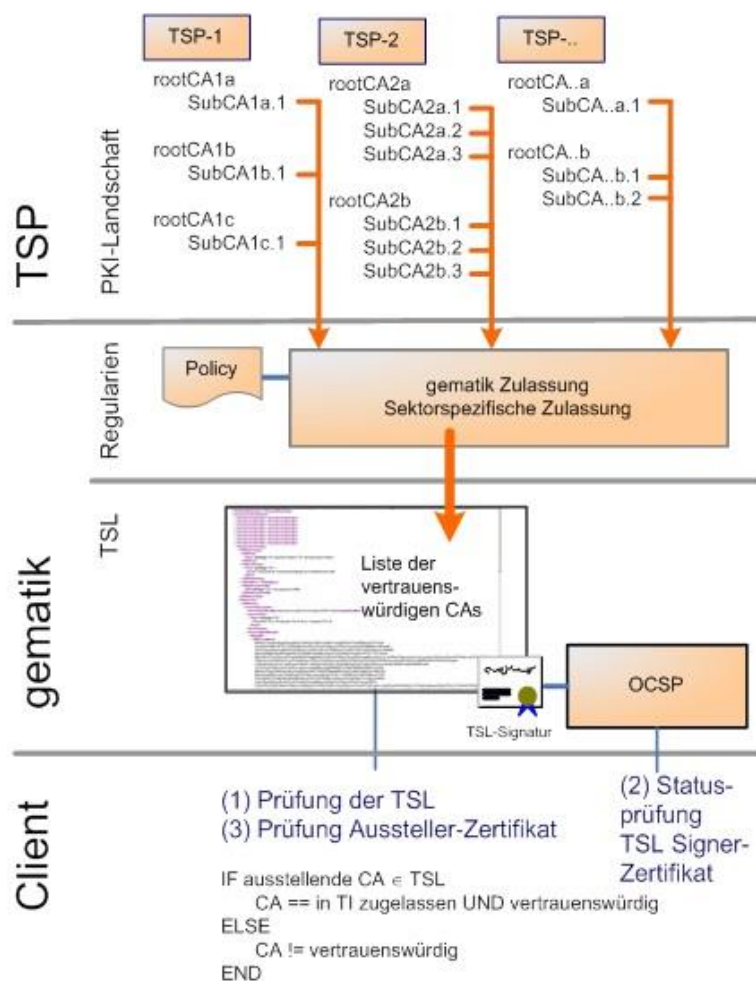 TSP-1
TSP-2
TSP-..
rootCA1a
SubCA1a.1
rootCA1b
SubCA1b.1
rootCA1c
SubCA1c.1
rootCA2a
SubCA2a.1
SubCA2a.2
SubCA2a.3
rootCA2b
SubCA2b.1
SubCA2b.2
SubCA2b.3
rootCA..a
SubCA..a.1
rootCA..b
SubCA..b.1
SubCA..b.2
TSP
PKI-Landschaft
Regularien
Policy
gematik Zulassung
Sektorspezifische Zulassung
gematik
TSL
Liste der
vertrauens-
würdigen CAs
TSL-Signatur
OCSP
Client
(1) Prüfung der TSL
(3) Prüfung Aussteller-Zertifikat
(2) Status-
prüfung
TSL Signer-
Zertifikat
IF ausstellende CA ∈ TSL
CA == in TI zugelassen UND vertrauenswürdig
ELSE
CA != vertrauenswürdig
END